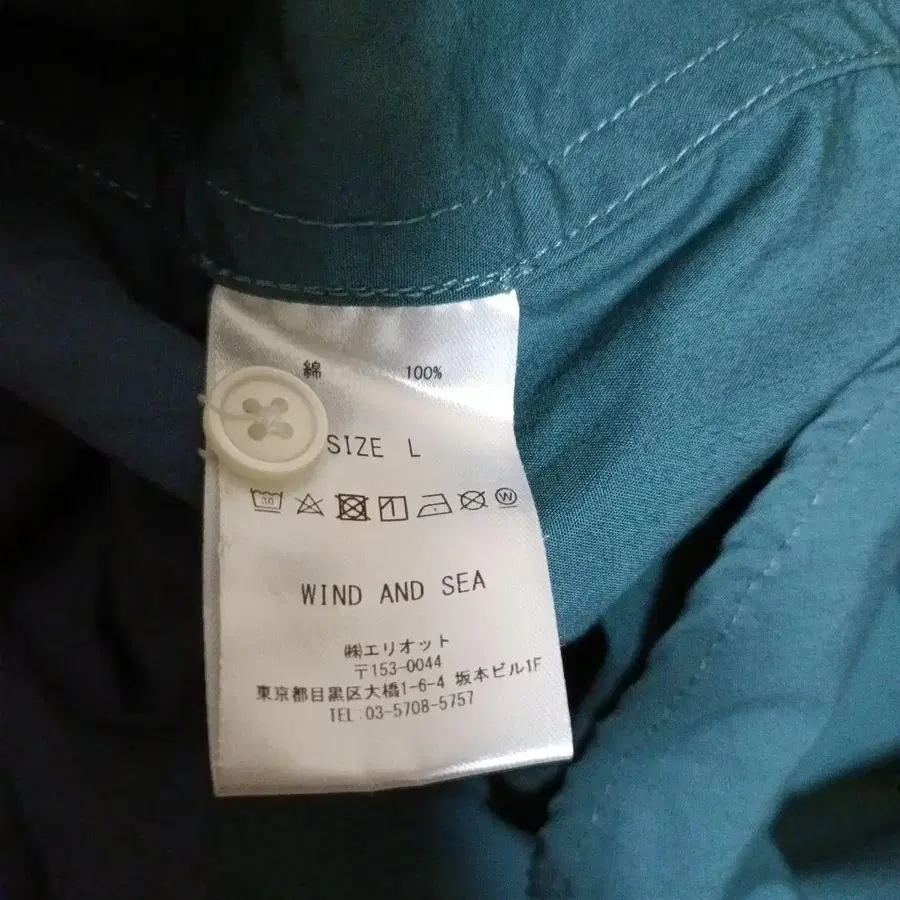 綿 100%
SIZE L
30
W
WIND AND SEA
㈱エリオット
〒153-0044
東京都目黒区大橋1-6-4 坂本ビル1F
TEL:03-5708-5757